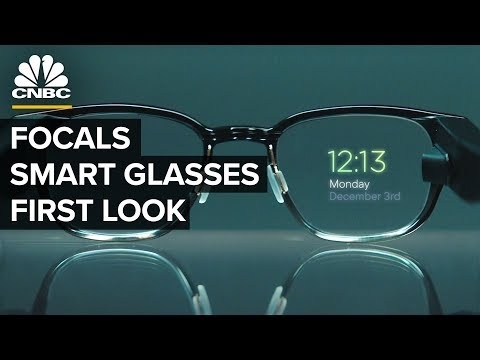 CNBC
FOCALS
SMART GLASSES
FIRST LOOK
12:13
Monday
December 3rd